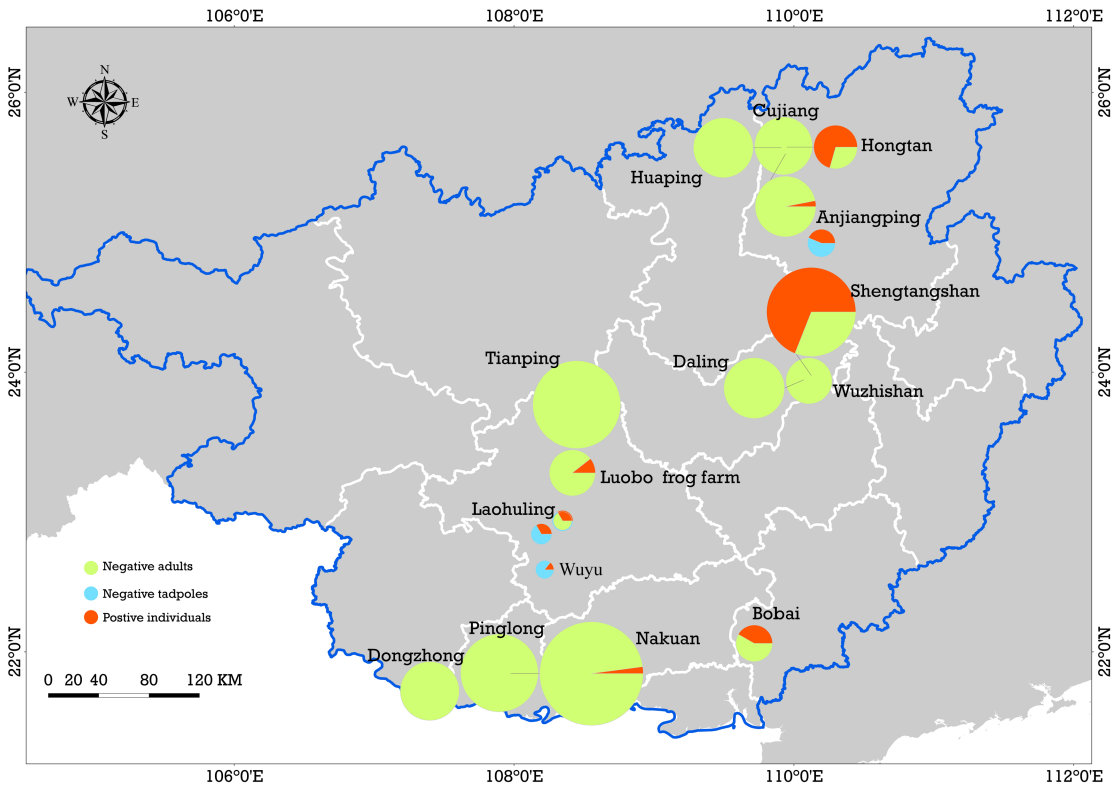 106°0'E
108°0'E
110°0'E
112°0'E
26°0'N
26°0'N
N
W
E
S
Gujiang
Hongtan
Huaping
Anjiangping
Shengtangshan
Tianping
Daling
24°0'N
24°0'N
Wuzhishan
Luobo frog farm
Laohuling
Negative adults
Wuyu
Negative tadpoles
Postive individuals
Bobai
Pinglong
Nakuan
22°0'N
22°0'N
Dongzhong
0 20 40 80 120 KM
106°0'E
108°0'E
110°0'E
112°0'E